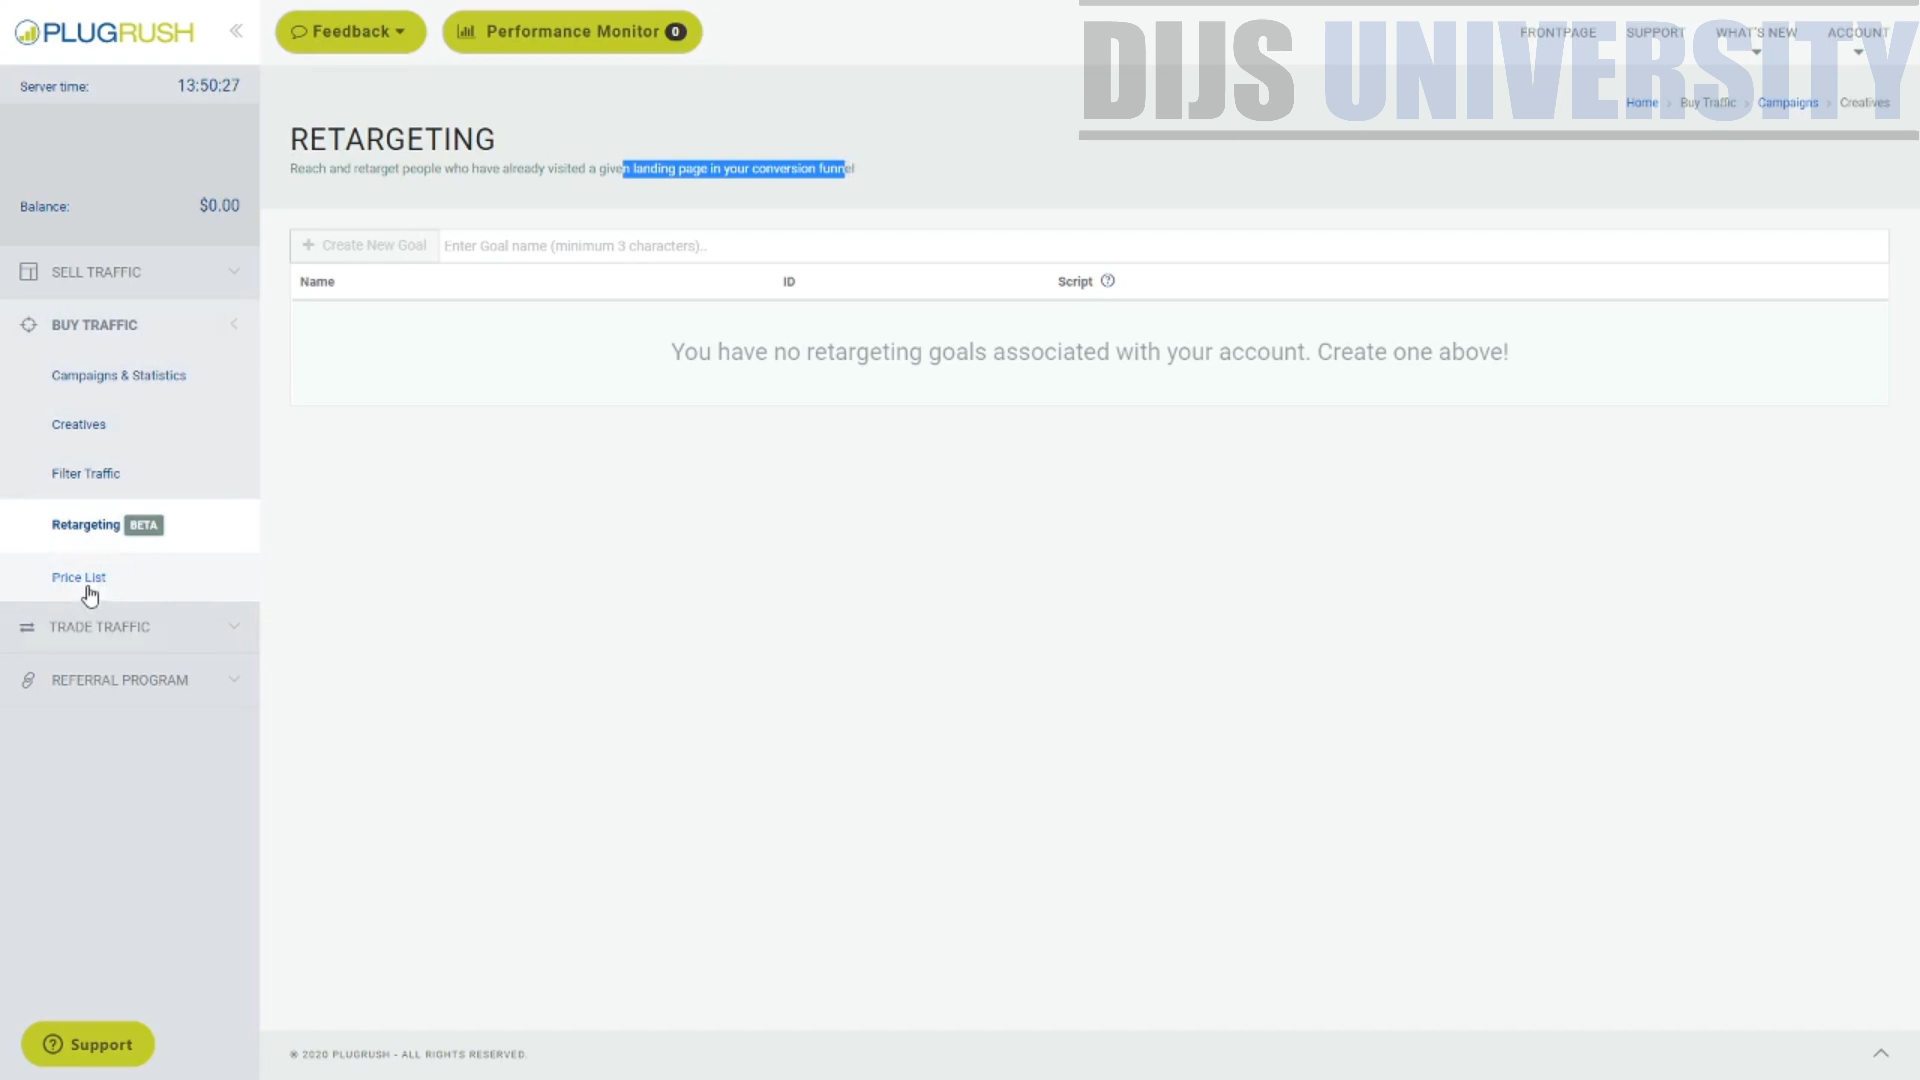 PLUGRUSH
Feedback
Performance Monitor 0
FRONTPAGE SUPPORT WHAT'S NEW ACCOUNT
DIJS UNIVERSITY
Server time: 13:50:27
Home Buy Traffic Campaigns Creatives
RETARGETING
Reach and retarget people who have already visited a given landing page in your conversion funnel
Balance: $0.00
+ Create New Goal Enter Goal name (minimum 3 characters)..
Name ID Script ?
You have no retargeting goals associated with your account. Create one above!
SELL TRAFFIC
BUY TRAFFIC
Campaigns & Statistics
Creatives
Filter Traffic
Retargeting BETA
Price List
TRADE TRAFFIC
REFERRAL PROGRAM
? Support
© 2020 PLUGRUSH - ALL RIGHTS RESERVED.